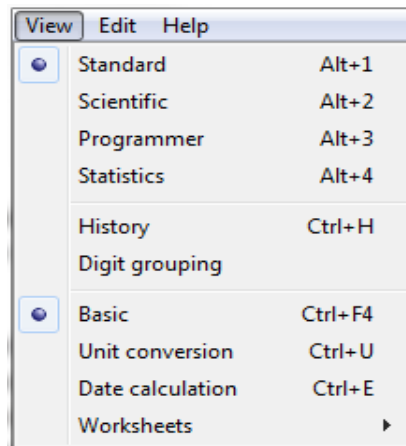 View Edit Help
Standard Alt+1
Scientific Alt+2
Programmer Alt+3
Statistics Alt+4
History Ctrl+H
Digit grouping
Basic Ctrl+F4
Unit conversion Ctrl+U
Date calculation Ctrl+E
Worksheets